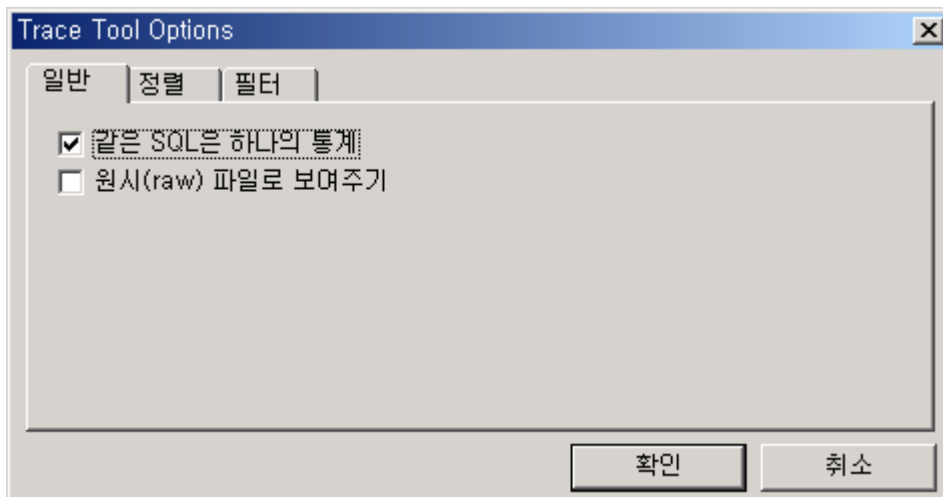 Trace Tool Options
일반 정렬 필터
같은 SQL은 하나의 통계
원시(raw) 파일로 보여주기
확인 취소